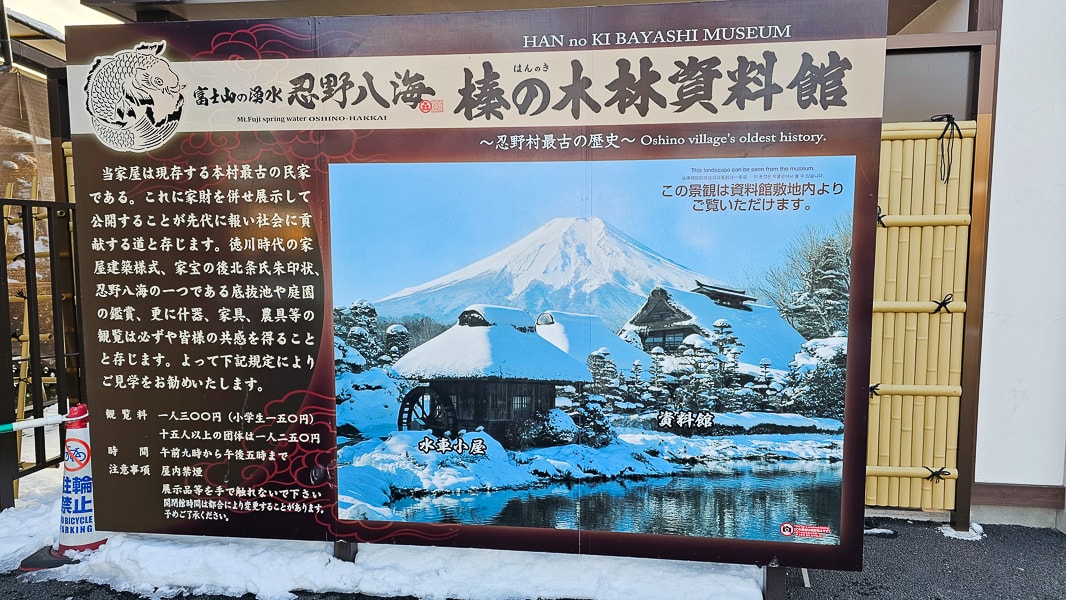 HAN no KI BAYASHI MUSEUM
富士山の湧水 忍野八海
Mt.Fuji spring water OSHINO-HAKKAI
はんのき
榛の木林資料館
～忍野村最古の歴史～ Oshino village's oldest history.
当家屋は現存する本村最古の民家
である。これに家財を併せ展示して
公開することが先代に報い社会に貢
献する道と存じます。徳川時代の家
屋建築様式、家宝の後北条氏朱印状、
忍野八海の一つである底抜池や庭園
の鑑賞、更に什器、家具、農具等の
観覧は必ずや皆様の共感を得ること
と存じます。よって下記規定により
ご見学をお勧めいたします。
観覧料 一人三〇〇円（小学生一五〇円）
十五人以上の団体は一人二五〇円
時間 午前九時から午後五時まで
注意事項 屋内禁煙
展示品等を手で触れないで下さい
開閉館時間は都合により変更することがあります。
予めご了承ください。
This landscape can be seen from the museum.
この景観は資料館敷地内より
ご覧いただけます。
水車小屋
資料館
駐輪
禁止
NO BICYCLE
PARKING